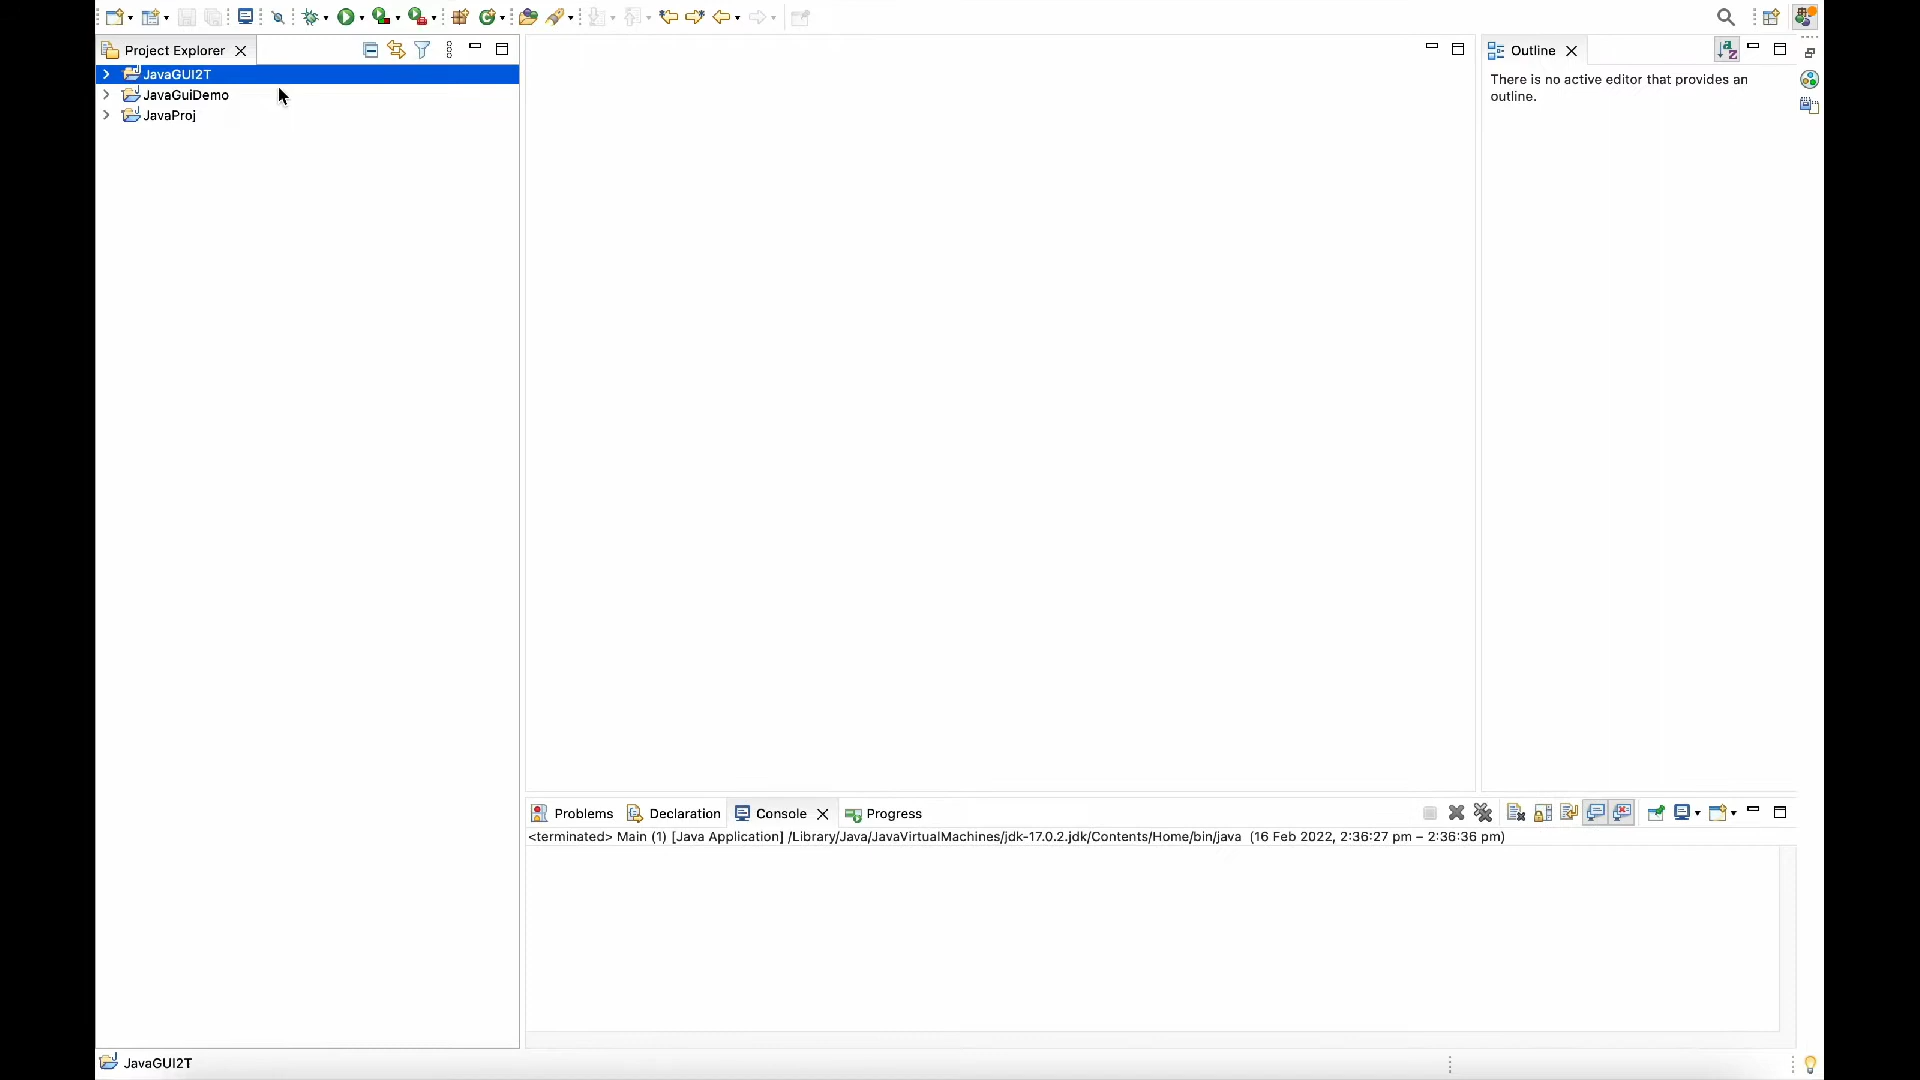 Project Explorer
JavaGUI2T
JavaGuiDemo
JavaProj
Outline
There is no active editor that provides an
outline.
Problems
Declaration
Console
Progress
<terminated> Main (1) [Java Application] /Library/Java/JavaVirtualMachines/jdk-17.0.2.jdk/Contents/Home/bin/java (16 Feb 2022, 2:36:27 pm – 2:36:36 pm)
JavaGUI2T